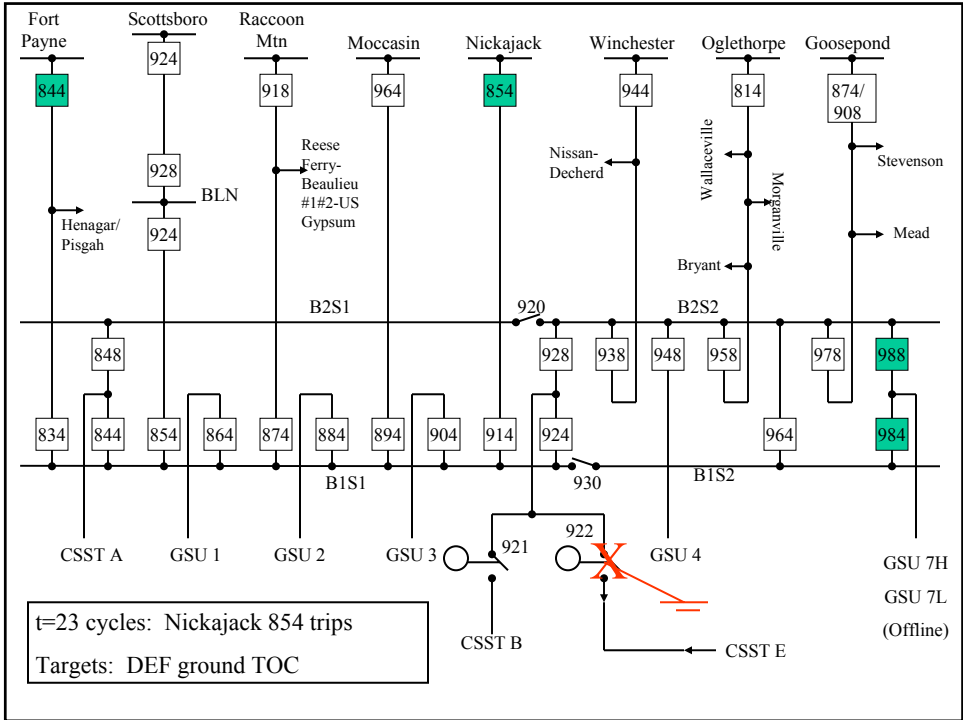 Fort
Payne
Scottsboro
Raccoon
Mtn
Moccasin
Nickajack
Winchester
Oglethorpe
Goosepond
924
844
918
964
854
944
814
874/
908
Reese
Ferry-
Beaulieu
#1#2-US
Gypsum
Nissan-
Decherd
Wallaceville
Morganville
Stevenson
928
BLN
924
Henagar/
Pisgah
Mead
Bryant
B2S1
920
B2S2
848
928
938
948
958
978
988
834
844
854
864
874
884
894
904
914
924
964
984
B1S1
930
B1S2
CSST A
GSU 1
GSU 2
GSU 3
921
922
GSU 4
GSU 7H
GSU 7L
(Offline)
X
CSST B
CSST E
t=23 cycles: Nickajack 854 trips
Targets: DEF ground TOC